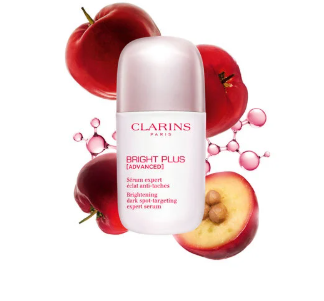 CLARINS
PARIS
BRIGHT PLUS
[ADVANCED]
Sérum expert
éclat anti-taches
Brightening
dark spot-targeting
expert serum